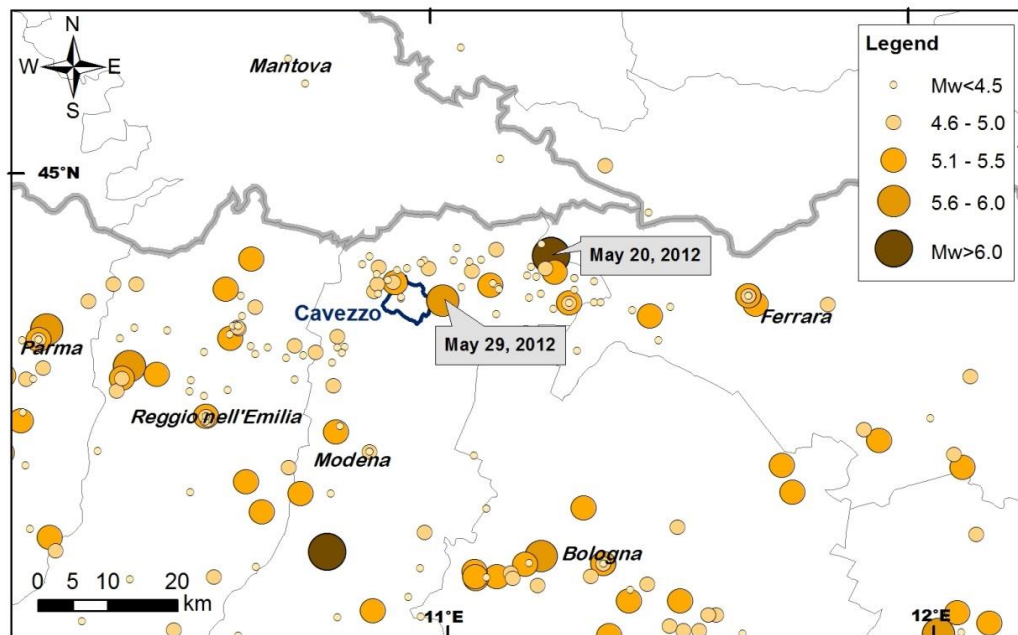 N
W E
S
Mantova
Legend
Mw<4.5
4.6 - 5.0
5.1 - 5.5
5.6 - 6.0
Mw>6.0
45°N
May 20, 2012
Cavezzo
Ferrara
May 29, 2012
Parma
Reggio nell'Emilia
Modena
Bologna
0 5 10 20
km
11°E
12°E